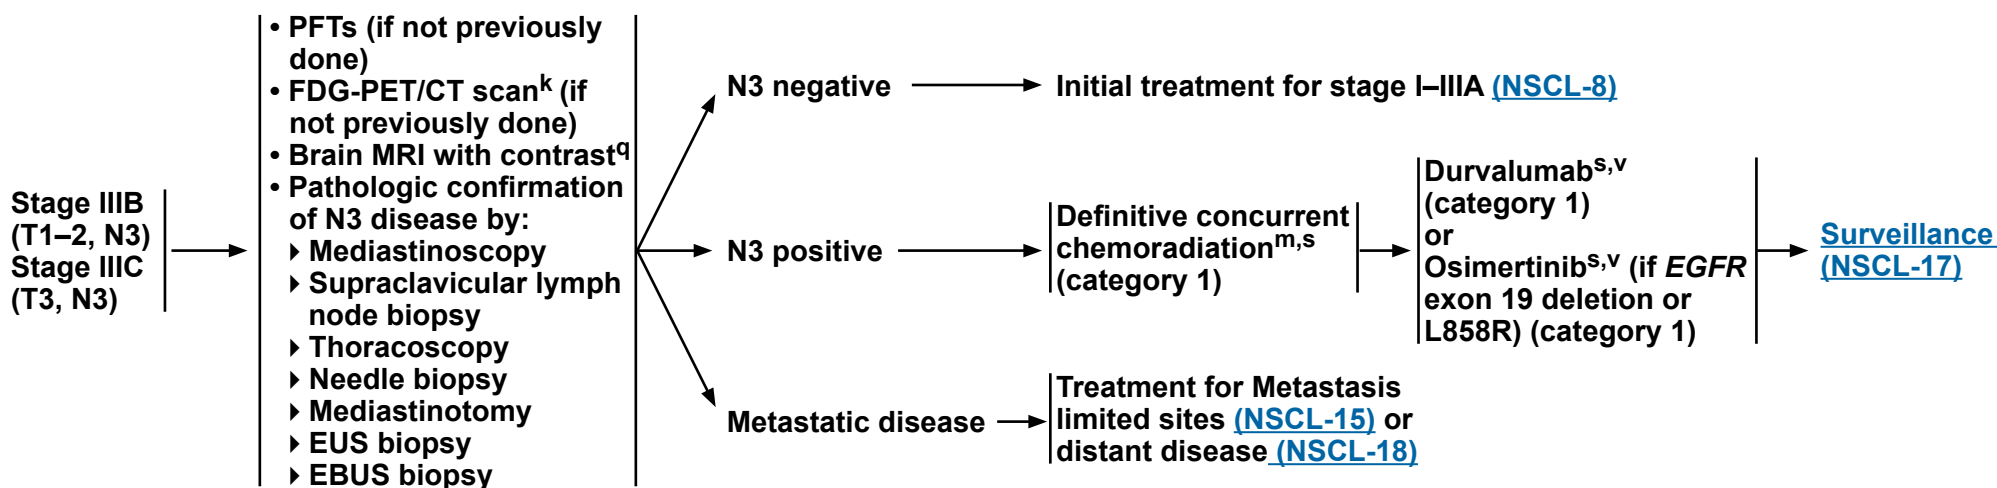 Stage IIIB
(T1–2, N3)
Stage IIIC
(T3, N3)
• PFTs (if not previously
done)
• FDG-PET/CT scanᵏ (if
not previously done)
• Brain MRI with contrast^q
• Pathologic confirmation
of N3 disease by:
▸ Mediastinoscopy
▸ Supraclavicular lymph
node biopsy
▸ Thoracoscopy
▸ Needle biopsy
▸ Mediastinotomy
▸ EUS biopsy
▸ EBUS biopsy
N3 negative
Initial treatment for stage I–IIIA (NSCL-8)
N3 positive
Definitive concurrent
chemoradiation^m,s
(category 1)
Durvalumab^s,v
(category 1)
or
Osimertinib^s,v (if EGFR
exon 19 deletion or
L858R) (category 1)
Surveillance
(NSCL-17)
Metastatic disease
Treatment for Metastasis
limited sites (NSCL-15) or
distant disease (NSCL-18)